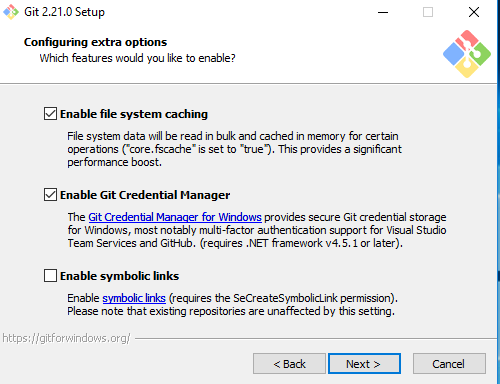 Git 2.21.0 Setup
Configuring extra options
Which features would you like to enable?
Enable file system caching
File system data will be read in bulk and cached in memory for certain
operations ("core.fscache" is set to "true"). This provides a significant
performance boost.
Enable Git Credential Manager
The Git Credential Manager for Windows provides secure Git credential storage
for Windows, most notably multi-factor authentication support for Visual Studio
Team Services and GitHub. (requires .NET framework v4.5.1 or later).
Enable symbolic links
Enable symbolic links (requires the SeCreateSymbolicLink permission).
Please note that existing repositories are unaffected by this setting.
https://gitforwindows.org/
< Back Next > Cancel